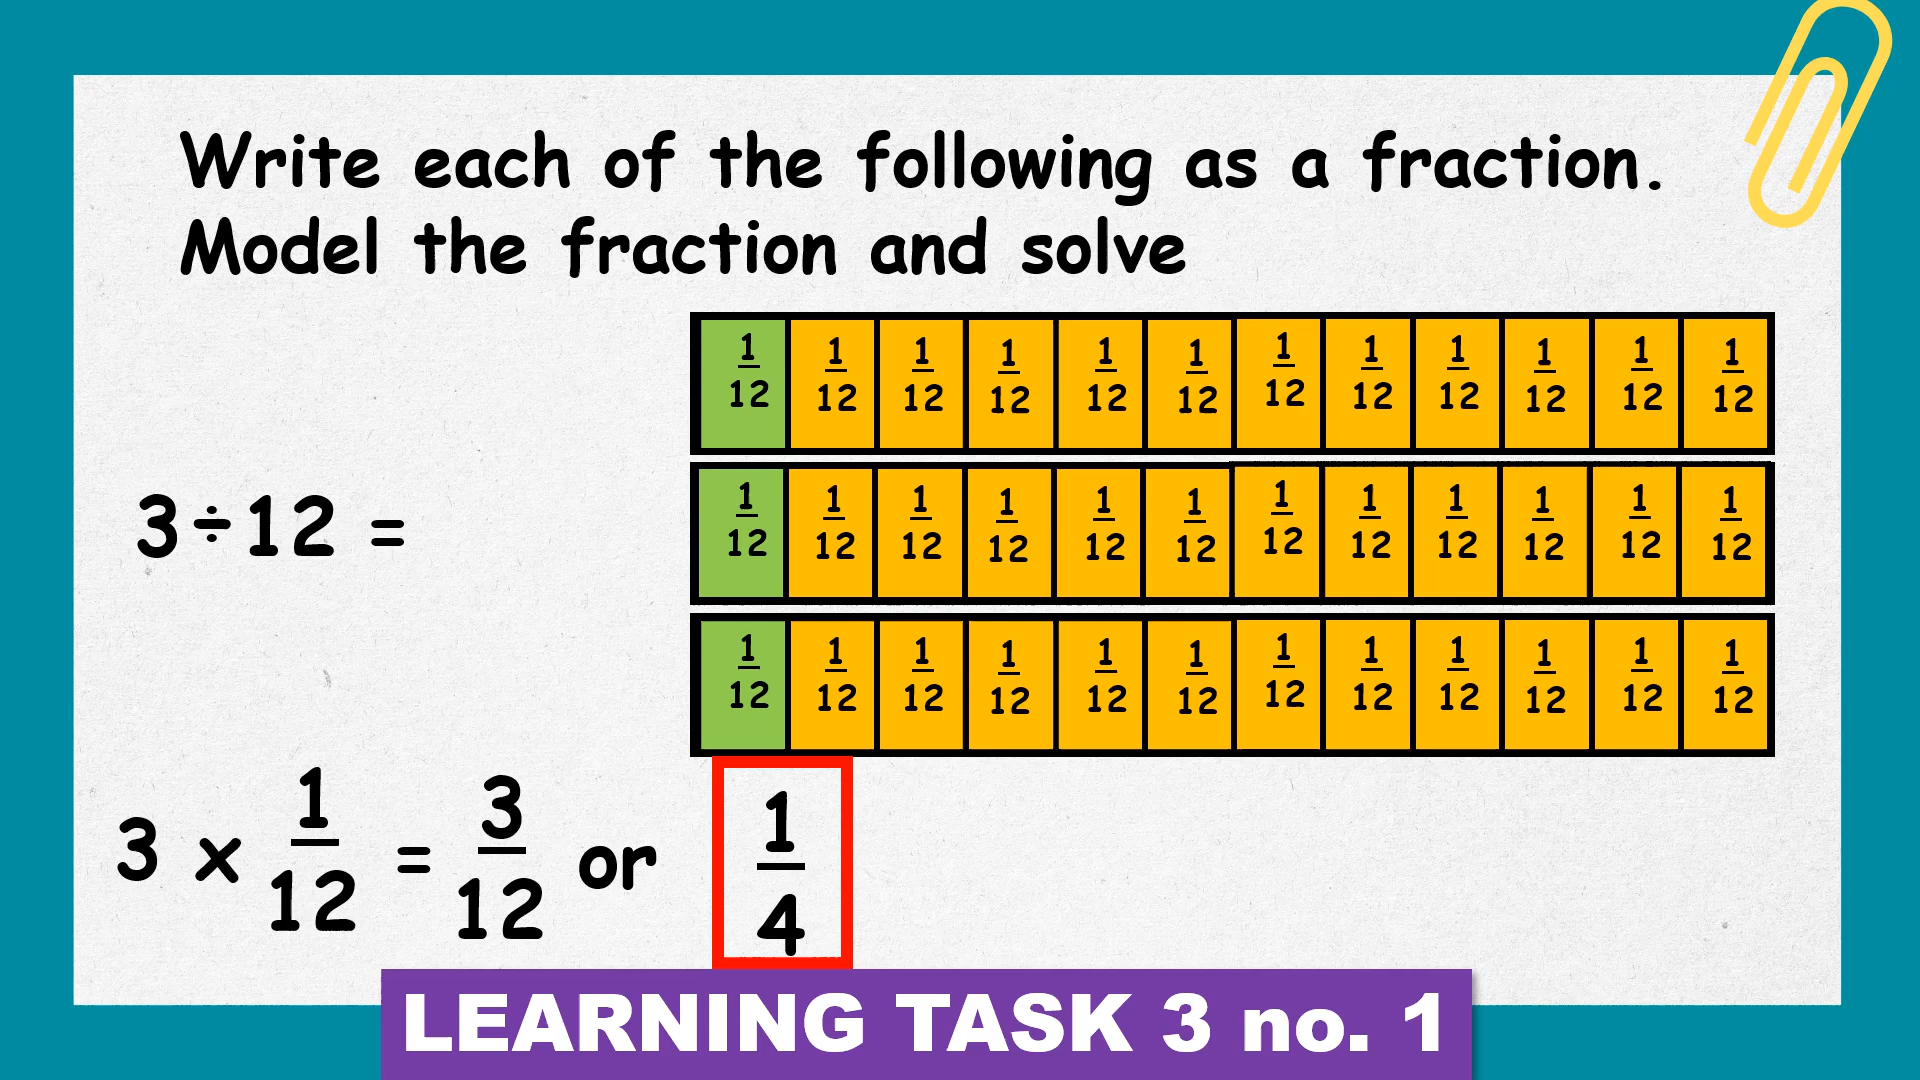 Write each of the following as a fraction.
Model the fraction and solve
1/12 1/12 1/12 1/12 1/12 1/12 1/12 1/12 1/12 1/12 1/12 1/12
3÷12 =
1/12 1/12 1/12 1/12 1/12 1/12 1/12 1/12 1/12 1/12 1/12 1/12
1/12 1/12 1/12 1/12 1/12 1/12 1/12 1/12 1/12 1/12 1/12 1/12
3 x 1/12 = 3/12 or 1/4
LEARNING TASK 3 no. 1